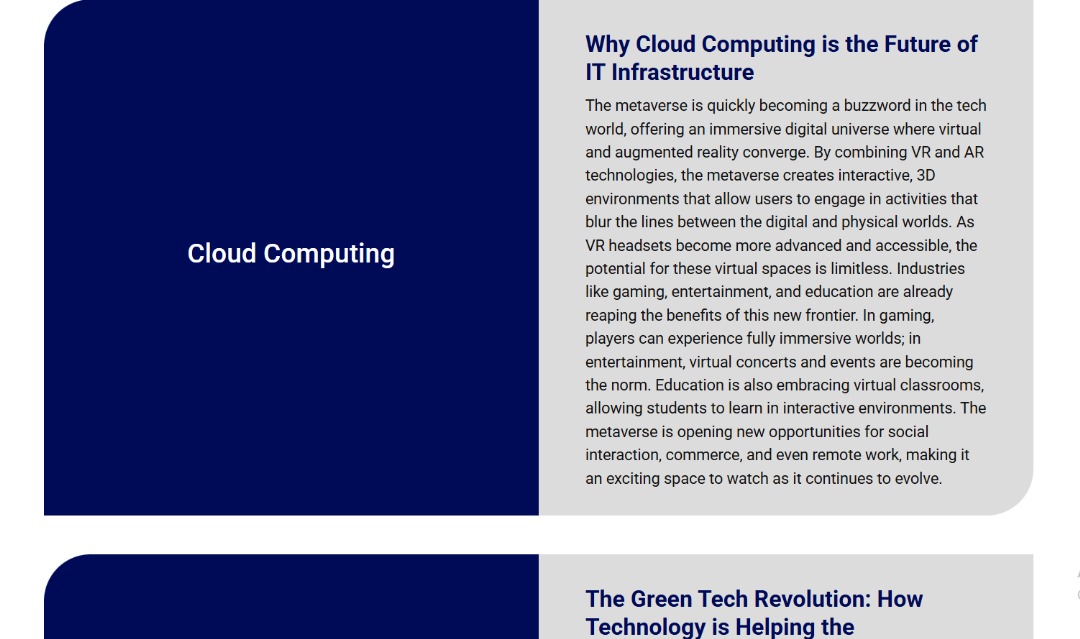 Cloud Computing
Why Cloud Computing is the Future of
IT Infrastructure
The metaverse is quickly becoming a buzzword in the tech
world, offering an immersive digital universe where virtual
and augmented reality converge. By combining VR and AR
technologies, the metaverse creates interactive, 3D
environments that allow users to engage in activities that
blur the lines between the digital and physical worlds. As
VR headsets become more advanced and accessible, the
potential for these virtual spaces is limitless. Industries
like gaming, entertainment, and education are already
reaping the benefits of this new frontier. In gaming,
players can experience fully immersive worlds; in
entertainment, virtual concerts and events are becoming
the norm. Education is also embracing virtual classrooms,
allowing students to learn in interactive environments. The
metaverse is opening new opportunities for social
interaction, commerce, and even remote work, making it
an exciting space to watch as it continues to evolve.
The Green Tech Revolution: How
Technology is Helping the